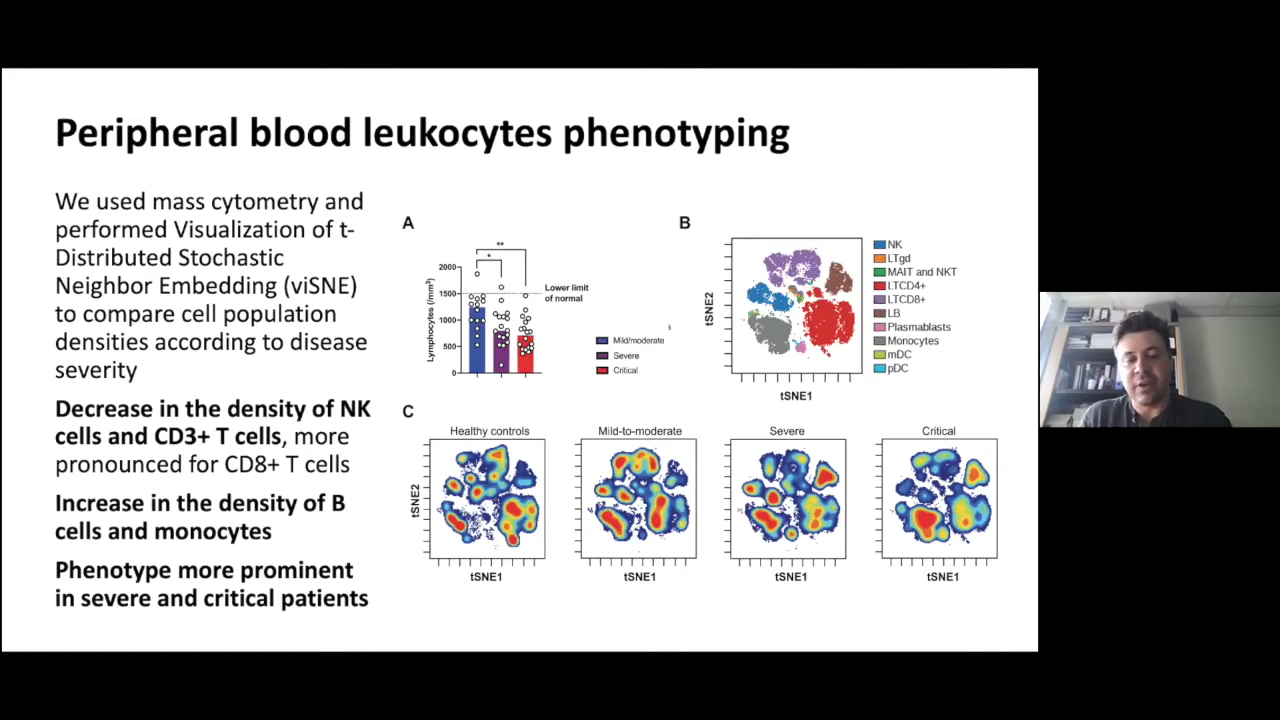 Peripheral blood leukocytes phenotyping
We used mass cytometry and
performed Visualization of t-
Distributed Stochastic
Neighbor Embedding (viSNE)
to compare cell population
densities according to disease
severity
Decrease in the density of NK
cells and CD3+ T cells, more
pronounced for CD8+ T cells
Increase in the density of B
cells and monocytes
Phenotype more prominent
in severe and critical patients
A
**
*
2000
1500
1000
500
0
Lymphocytes (/mm³)
Lower limit
of normal
s
Mild/moderate
Severe
Critical
B
tSNE2
tSNE1
NK
LTgd
MAIT and NKT
LTCD4+
LTCD8+
LB
Plasmablasts
Monocytes
mDC
pDC
C
Healthy controls
Mild-to-moderate
Severe
Critical
tSNE2
tSNE1
tSNE1
tSNE1
tSNE1